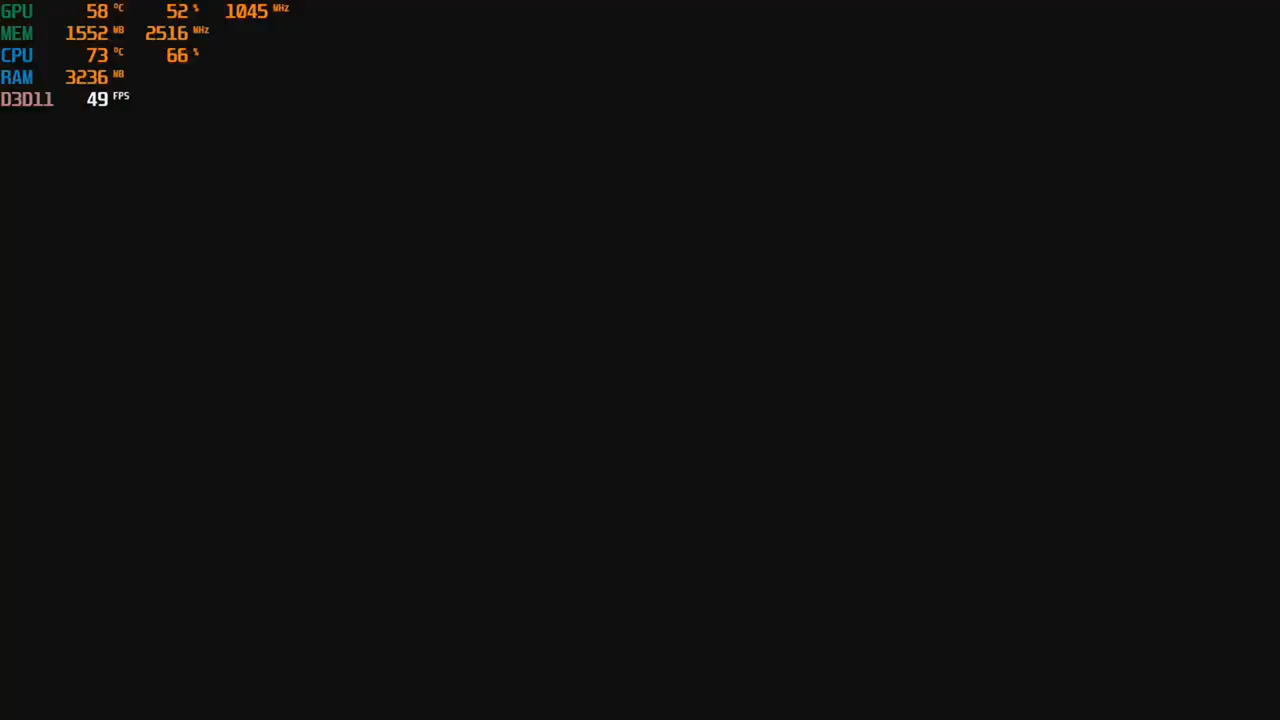 GPU 58 °C 52 % 1045 MHz
MEM 1552 MB 2516 MHz
CPU 73 °C 66 %
RAM 3236 MB
D3D11 49 FPS